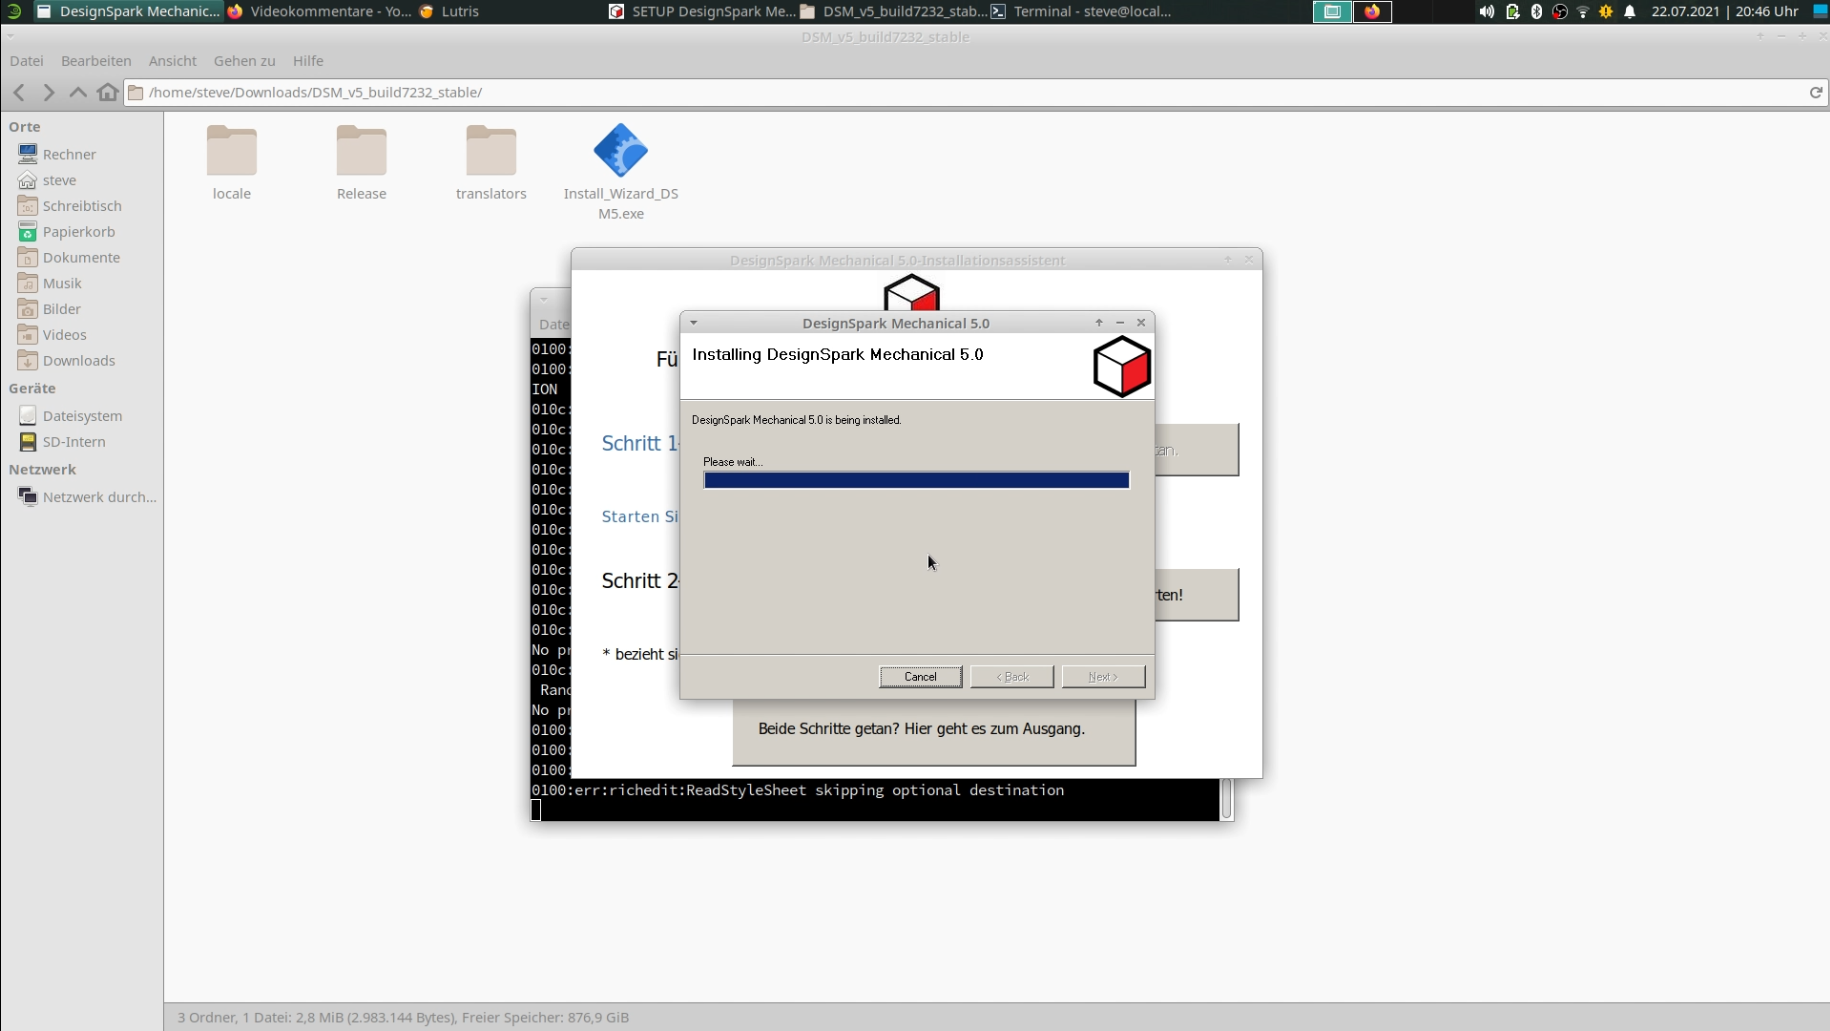 DesignSpark Mechanic...
Videokommentare - Yo...
Lutris
SETUP DesignSpark Me...
DSM_v5_build7232_stab...
Terminal - steve@local...
22.07.2021 | 20:46 Uhr
DSM_v5_build7232_stable
Datei Bearbeiten Ansicht Gehen zu Hilfe
/home/steve/Downloads/DSM_v5_build7232_stable/
Orte
Rechner
steve
Schreibtisch
Papierkorb
Dokumente
Musik
Bilder
Videos
Downloads
Geräte
Dateisystem
SD-Intern
Netzwerk
Netzwerk durch...
locale
Release
translators
Install_Wizard_DS
M5.exe
DesignSpark Mechanical 5.0-Installationsassistent
Fü
Schritt 1-
an.
Starten Si
Schritt 2-
rten!
* bezieht si
Beide Schritte getan? Hier geht es zum Ausgang.
DesignSpark Mechanical 5.0
Installing DesignSpark Mechanical 5.0
DesignSpark Mechanical 5.0 is being installed.
Please wait...
Cancel
< Back
Next >
Date
0100:
0100:
ION
010c:
010c:
010c:
010c:
010c:
010c:
010c:
010c:
010c:
010c:
010c:
010c:
No pr
010c:
Rand
No pr
0100:
0100:
0100:
0100:err:richedit:ReadStyleSheet skipping optional destination
3 Ordner, 1 Datei: 2,8 MiB (2.983.144 Bytes), Freier Speicher: 876,9 GiB